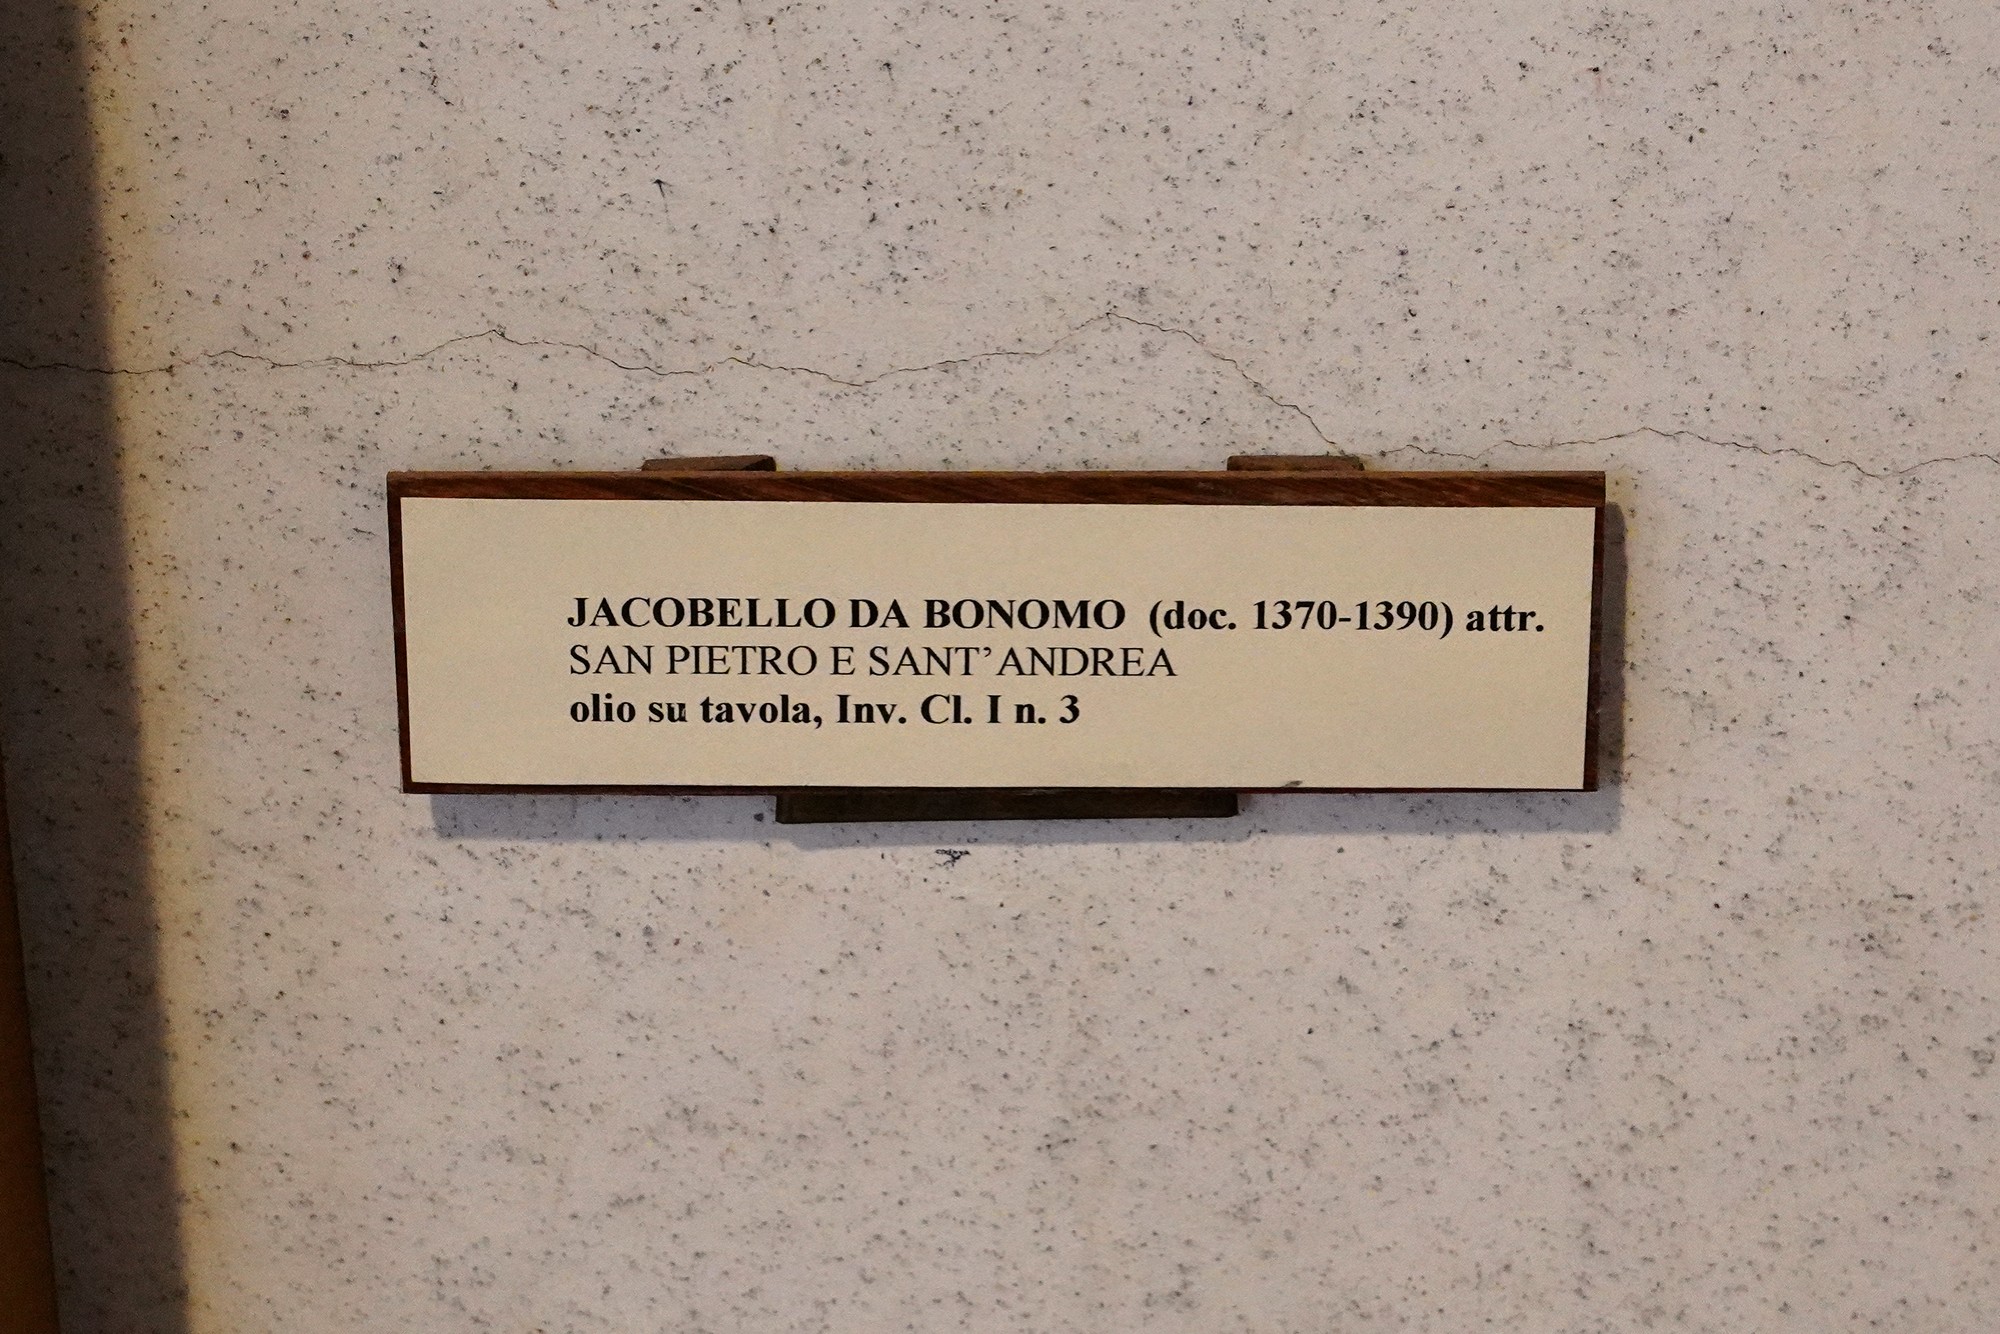 JACOBELLO DA BONOMO (doc. 1370-1390) attr.
SAN PIETRO E SANT’ANDREA
olio su tavola, Inv. Cl. I n. 3